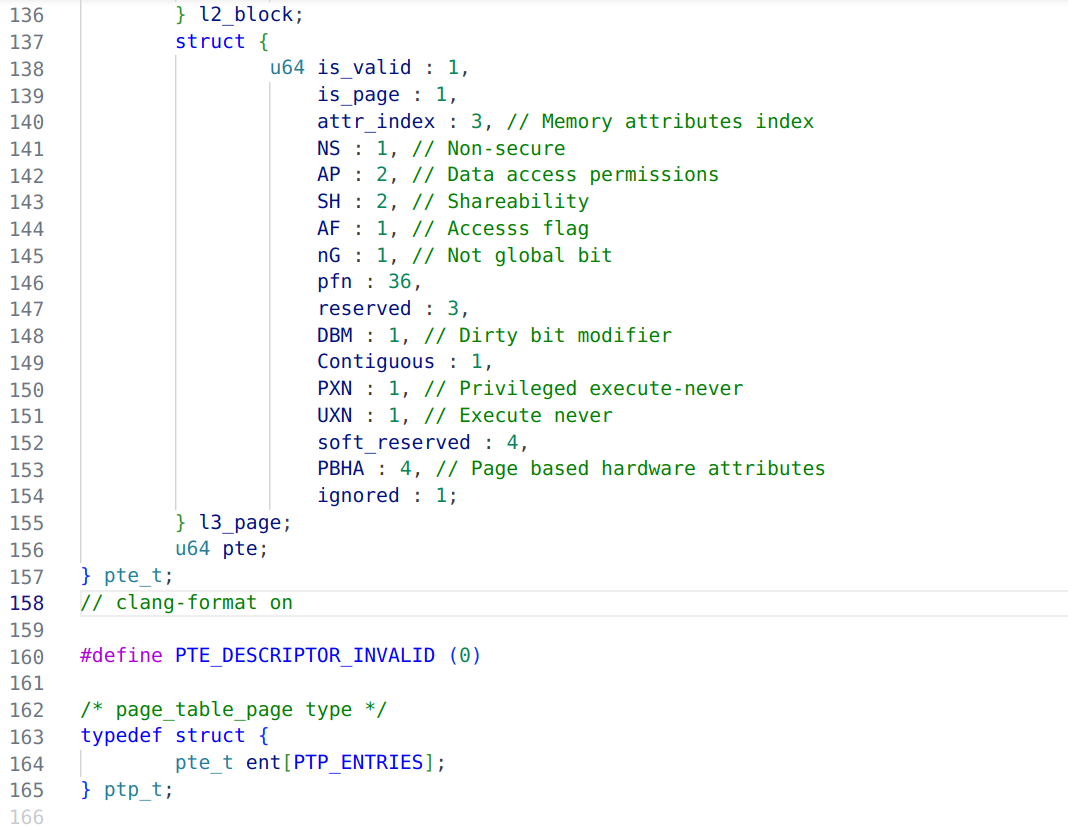 136 } l2_block;
137 struct {
138 u64 is_valid : 1,
139 is_page : 1,
140 attr_index : 3, // Memory attributes index
141 NS : 1, // Non-secure
142 AP : 2, // Data access permissions
143 SH : 2, // Shareability
144 AF : 1, // Accesss flag
145 nG : 1, // Not global bit
146 pfn : 36,
147 reserved : 3,
148 DBM : 1, // Dirty bit modifier
149 Contiguous : 1,
150 PXN : 1, // Privileged execute-never
151 UXN : 1, // Execute never
152 soft_reserved : 4,
153 PBHA : 4, // Page based hardware attributes
154 ignored : 1;
155 } l3_page;
156 u64 pte;
157 } pte_t;
158 // clang-format on
159
160 #define PTE_DESCRIPTOR_INVALID (0)
161
162 /* page_table_page type */
163 typedef struct {
164 pte_t ent[PTP_ENTRIES];
165 } ptp_t;
166